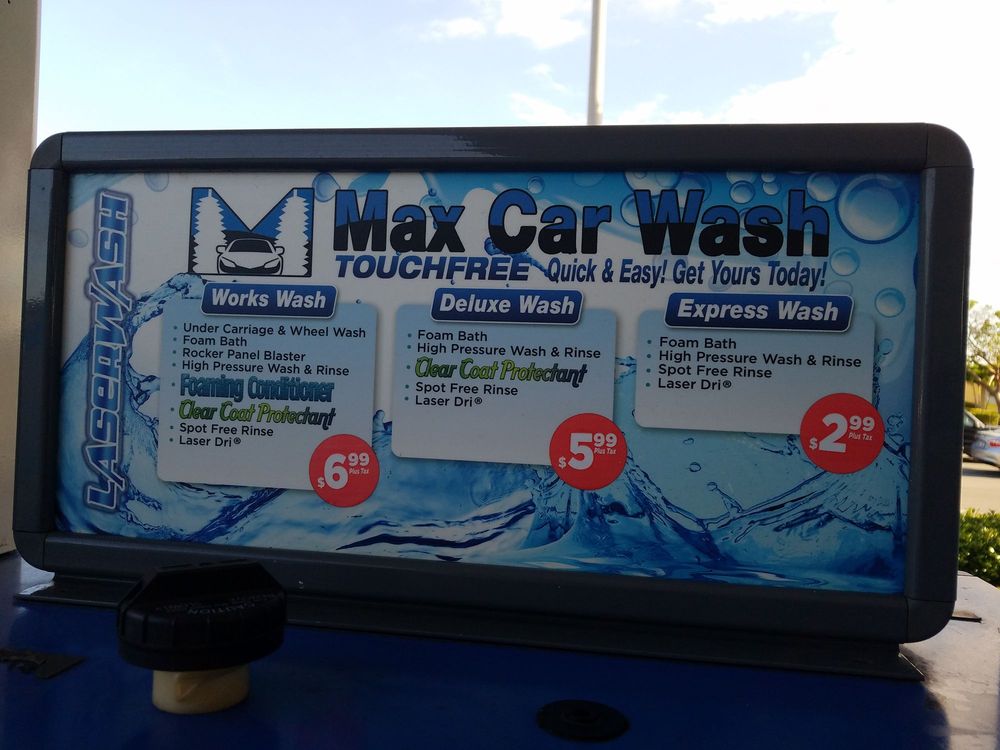 LASERWASH
Max Car Wash
TOUCHFREE Quick & Easy! Get Yours Today!
Works Wash
• Under Carriage & Wheel Wash
• Foam Bath
• Rocker Panel Blaster
• High Pressure Wash & Rinse
• Foaming Conditioner
• Clear Coat Protectant
• Spot Free Rinse
• Laser Dri®
$6.99
Plus Tax
Deluxe Wash
• Foam Bath
• High Pressure Wash & Rinse
• Clear Coat Protectant
• Spot Free Rinse
• Laser Dri®
$5.99
Plus Tax
Express Wash
• Foam Bath
• High Pressure Wash & Rinse
• Spot Free Rinse
• Laser Dri®
$2.99
Plus Tax